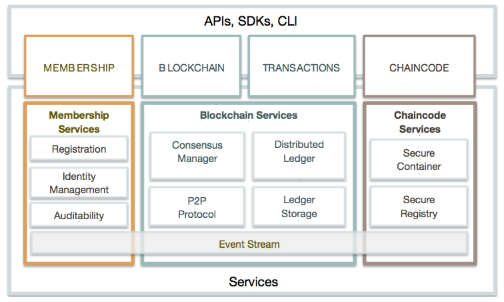 APIs, SDKs, CLI
MEMBERSHIP
BLOCKCHAIN
TRANSACTIONS
CHAINCODE
Membership
Services
Registration
Identity
Management
Auditability
Blockchain Services
Consensus
Manager
Distributed
Ledger
P2P
Protocol
Ledger
Storage
Chaincode
Services
Secure
Container
Secure
Registry
Event Stream
Services